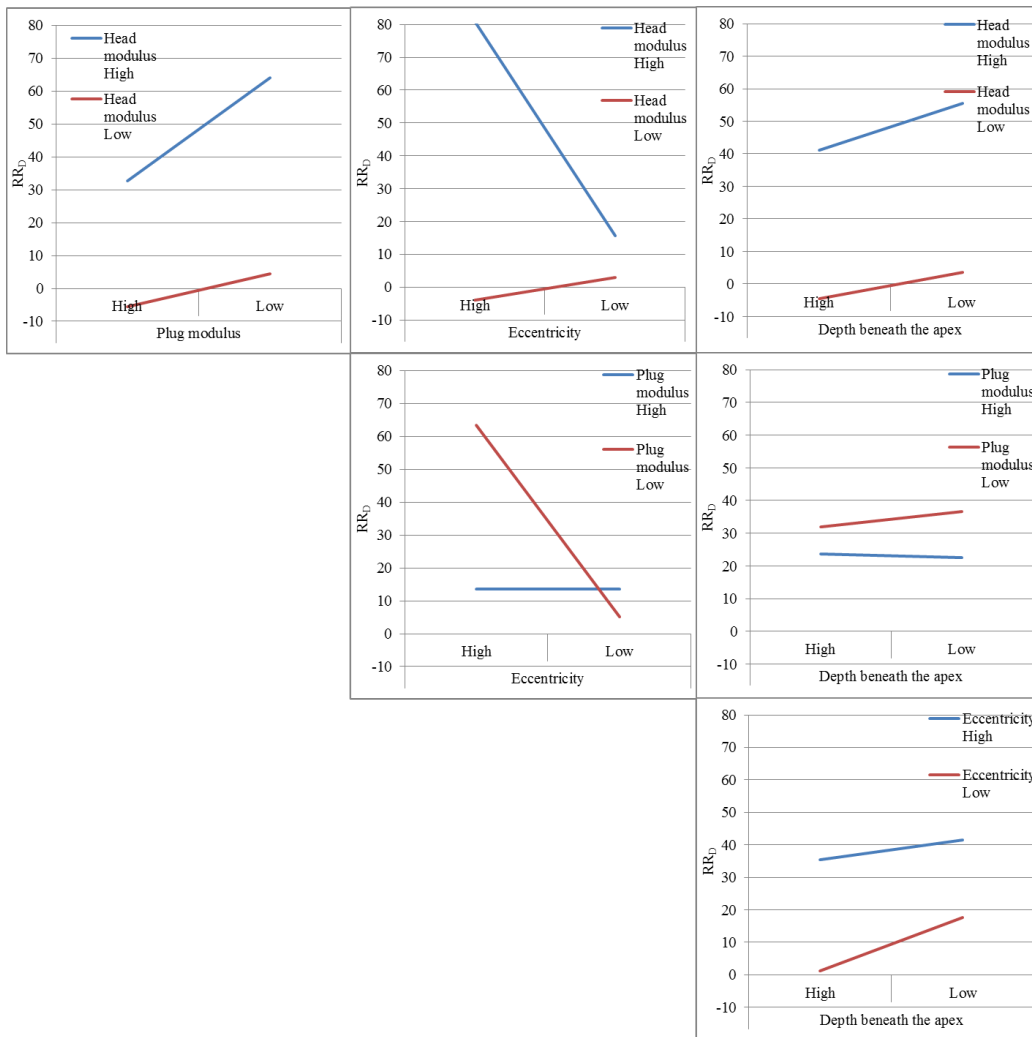 80
70
60
50
40
30
20
10
0
-10
RR_D
Head
modulus
High
Head
modulus
Low
High
Low
Plug modulus
80
70
60
50
40
30
20
10
0
-10
RR_D
Head
modulus
High
Head
modulus
Low
High
Low
Eccentricity
80
70
60
50
40
30
20
10
0
-10
RR_D
Head
modulus
High
Head
modulus
Low
High
Low
Depth beneath the apex
80
70
60
50
40
30
20
10
0
-10
RR_D
Plug
modulus
High
Plug
modulus
Low
High
Low
Eccentricity
80
70
60
50
40
30
20
10
0
-10
RR_D
Plug
modulus
High
Plug
modulus
Low
High
Low
Depth beneath the apex
80
70
60
50
40
30
20
10
0
-10
RR_D
Eccentricity
High
Eccentricity
Low
High
Low
Depth beneath the apex